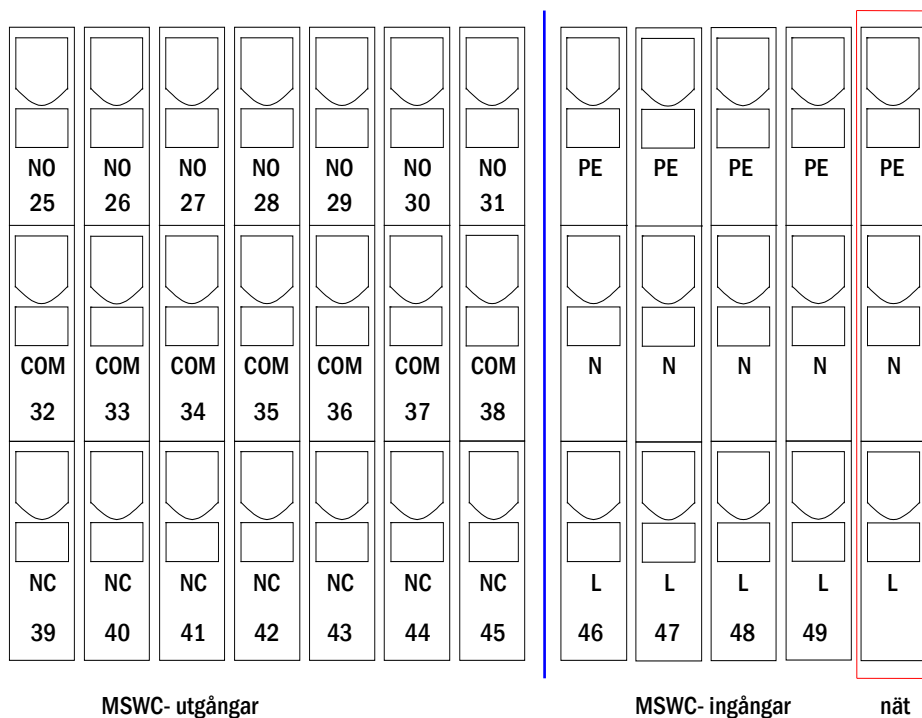 NO NO NO NO NO NO NO PE PE PE PE PE
25 26 27 28 29 30 31
COM COM COM COM COM COM COM N N N N N
32 33 34 35 36 37 38
NC NC NC NC NC NC NC L L L L L
39 40 41 42 43 44 45 46 47 48 49
MSWC- utgångar MSWC- ingångar nät